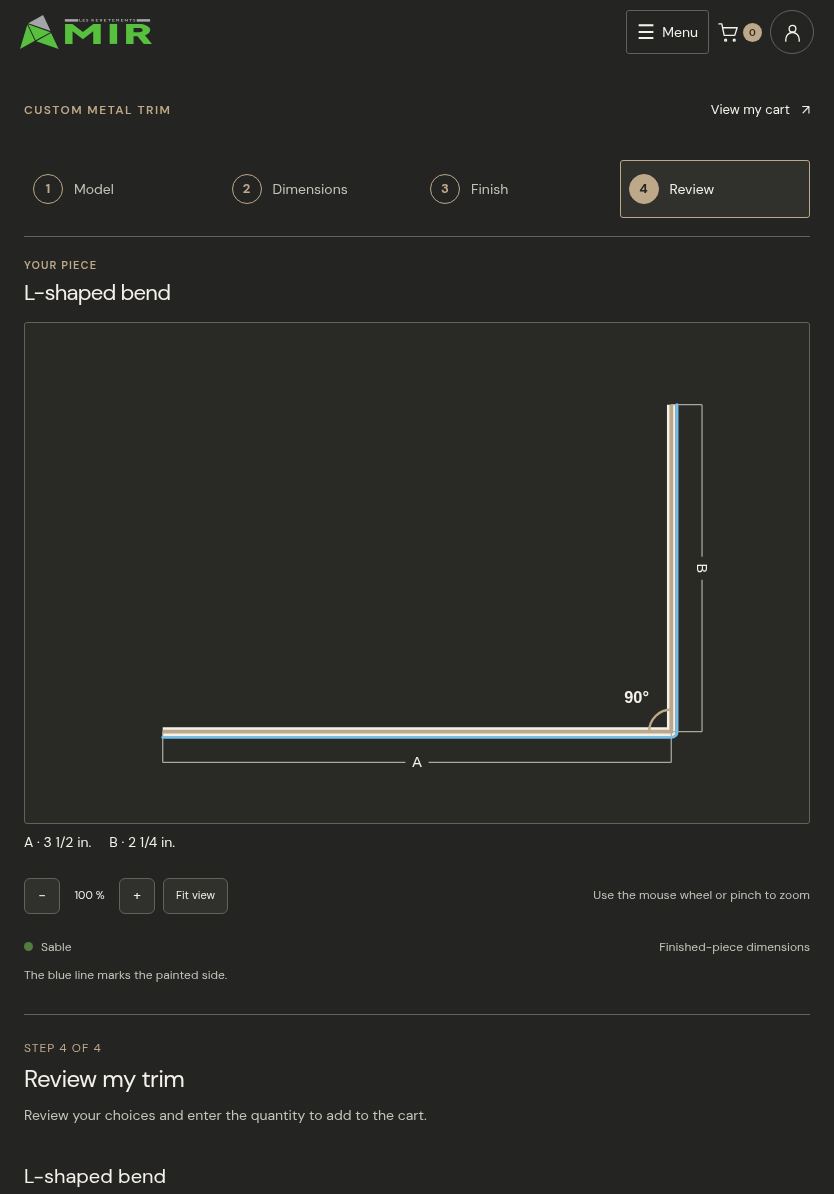 LES REVÊTEMENTS
MIR
Menu
0
CUSTOM METAL TRIM
View my cart
1 Model
2 Dimensions
3 Finish
4 Review
YOUR PIECE
L-shaped bend
B
90°
A
A · 3 1/2 in. B · 2 1/4 in.
− 100 % + Fit view
Use the mouse wheel or pinch to zoom
Sable
Finished-piece dimensions
The blue line marks the painted side.
STEP 4 OF 4
Review my trim
Review your choices and enter the quantity to add to the cart.
L-shaped bend